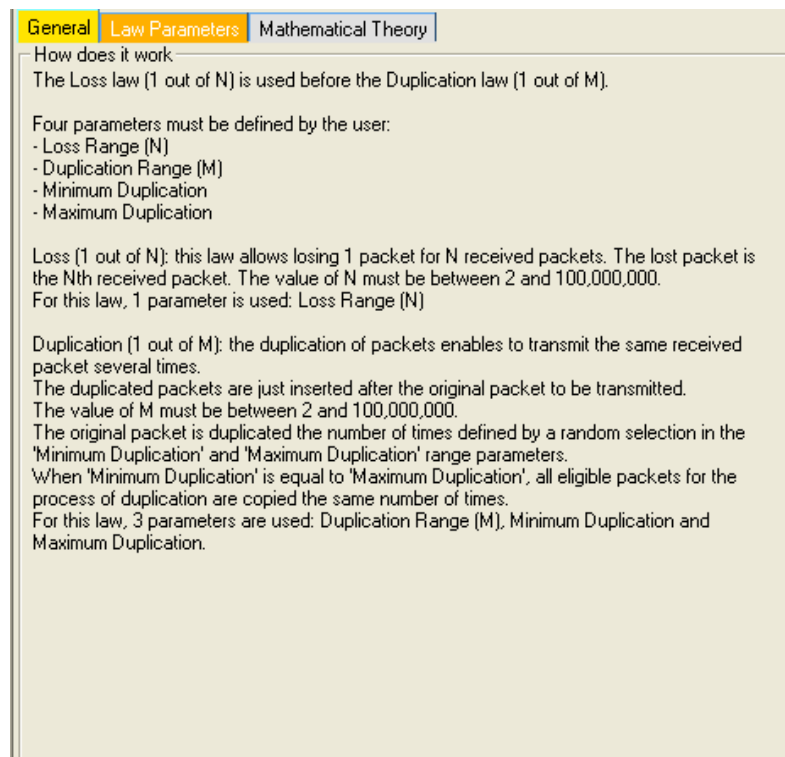 General Law Parameters Mathematical Theory
How does it work
The Loss law (1 out of N) is used before the Duplication law (1 out of M).
Four parameters must be defined by the user:
- Loss Range (N)
- Duplication Range (M)
- Minimum Duplication
- Maximum Duplication
Loss (1 out of N): this law allows losing 1 packet for N received packets. The lost packet is
the Nth received packet. The value of N must be between 2 and 100,000,000.
For this law, 1 parameter is used: Loss Range (N)
Duplication (1 out of M): the duplication of packets enables to transmit the same received
packet several times.
The duplicated packets are just inserted after the original packet to be transmitted.
The value of M must be between 2 and 100,000,000.
The original packet is duplicated the number of times defined by a random selection in the
'Minimum Duplication' and 'Maximum Duplication' range parameters.
When 'Minimum Duplication' is equal to 'Maximum Duplication', all eligible packets for the
process of duplication are copied the same number of times.
For this law, 3 parameters are used: Duplication Range (M), Minimum Duplication and
Maximum Duplication.